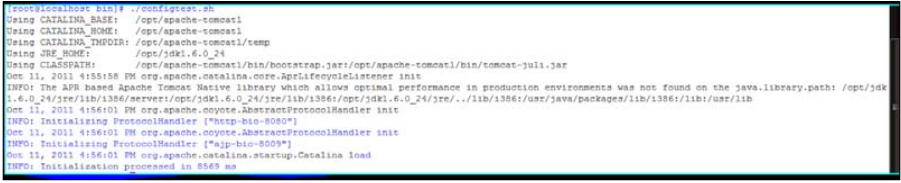 [root@localhost bin]# ./configtest.sh
Using CATALINA_BASE:   /opt/apache-tomcat1
Using CATALINA_HOME:   /opt/apache-tomcat1
Using CATALINA_TMPDIR: /opt/apache-tomcat1/temp
Using JRE_HOME:        /opt/jdk1.6.0_24
Using CLASSPATH:       /opt/apache-tomcat1/bin/bootstrap.jar:/opt/apache-tomcat1/bin/tomcat-juli.jar
Oct 11, 2011 4:55:58 PM org.apache.catalina.core.AprLifecycleListener init
INFO: The APR based Apache Tomcat Native library which allows optimal performance in production environments was not found on the java.library.path: /opt/jdk
1.6.0_24/jre/lib/i386/server:/opt/jdk1.6.0_24/jre/lib/i386:/opt/jdk1.6.0_24/jre/../lib/i386:/usr/java/packages/lib/i386:/lib:/usr/lib
Oct 11, 2011 4:56:01 PM org.apache.coyote.AbstractProtocolHandler init
INFO: Initializing ProtocolHandler ["http-bio-8080"]
Oct 11, 2011 4:56:01 PM org.apache.coyote.AbstractProtocolHandler init
INFO: Initializing ProtocolHandler ["ajp-bio-8009"]
Oct 11, 2011 4:56:01 PM org.apache.catalina.startup.Catalina load
INFO: Initialization processed in 8569 ms